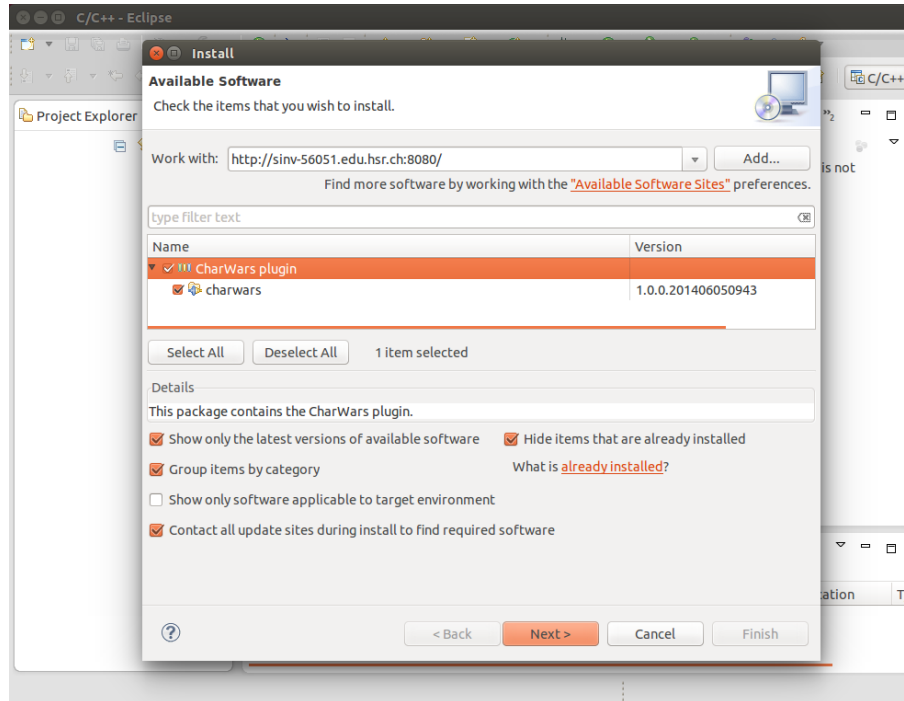 C/C++ - Eclipse
Install
C/C++
Available Software
Check the items that you wish to install.
Project Explorer
»2
Work with: http://sinv-56051.edu.hsr.ch:8080/ Add...
is not
Find more software by working with the "Available Software Sites" preferences.
type filter text
Name Version
CharWars plugin
charwars 1.0.0.201406050943
Select All Deselect All 1 item selected
Details
This package contains the CharWars plugin.
Show only the latest versions of available software Hide items that are already installed
Group items by category What is already installed?
Show only software applicable to target environment
Contact all update sites during install to find required software
ation T
? < Back Next > Cancel Finish